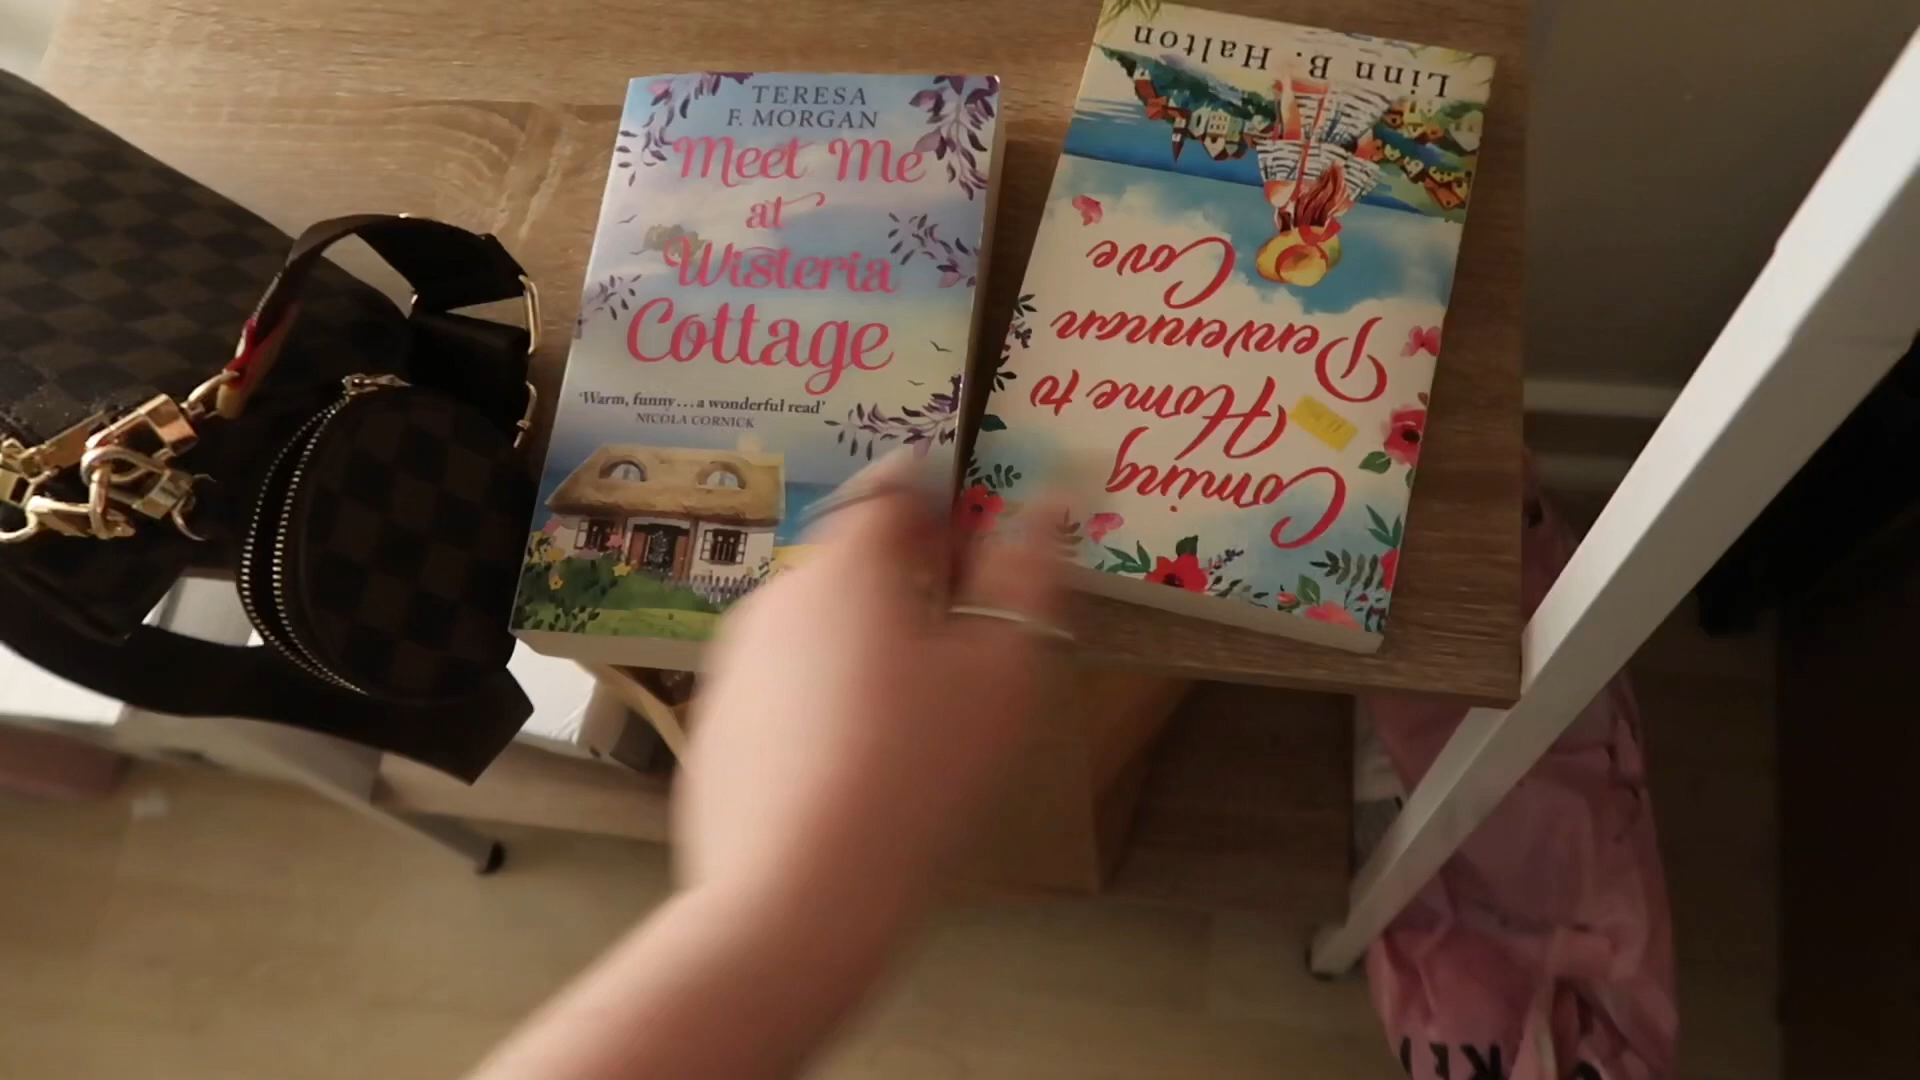 TERESA
F. MORGAN
Meet Me
at
Wisteria
Cottage
'Warm, funny...a wonderful read'
NICOLA CORNICK
Coming
Home to
Penvennan
Cove
Linn B. Halton